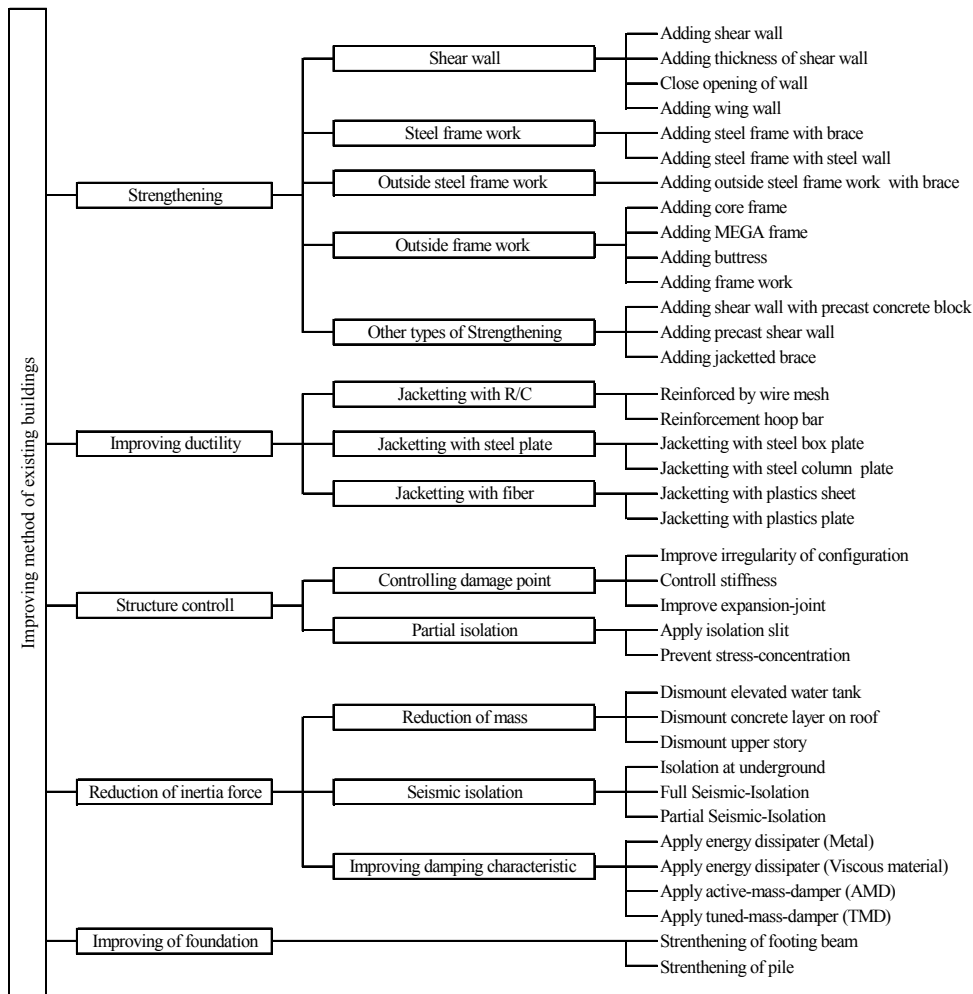 Improving method of existing buildings
Strengthening
Shear wall
Adding shear wall
Adding thickness of shear wall
Close opening of wall
Adding wing wall
Steel frame work
Adding steel frame with brace
Adding steel frame with steel wall
Outside steel frame work
Adding outside steel frame work with brace
Outside frame work
Adding core frame
Adding MEGA frame
Adding buttress
Adding frame work
Other types of Strengthening
Adding shear wall with precast concrete block
Adding precast shear wall
Adding jacketted brace
Improving ductility
Jacketting with R/C
Reinforced by wire mesh
Reinforcement hoop bar
Jacketting with steel plate
Jacketting with steel box plate
Jacketting with steel column plate
Jacketting with fiber
Jacketting with plastics sheet
Jacketting with plastics plate
Structure controll
Controlling damage point
Improve irregularity of configuration
Controll stiffness
Improve expansion-joint
Partial isolation
Apply isolation slit
Prevent stress-concentration
Reduction of inertia force
Reduction of mass
Dismount elevated water tank
Dismount concrete layer on roof
Dismount upper story
Seismic isolation
Isolation at underground
Full Seismic-Isolation
Partial Seismic-Isolation
Improving damping characteristic
Apply energy dissipater (Metal)
Apply energy dissipater (Viscous material)
Apply active-mass-damper (AMD)
Apply tuned-mass-damper (TMD)
Improving of foundation
Strenthening of footing beam
Strenthening of pile